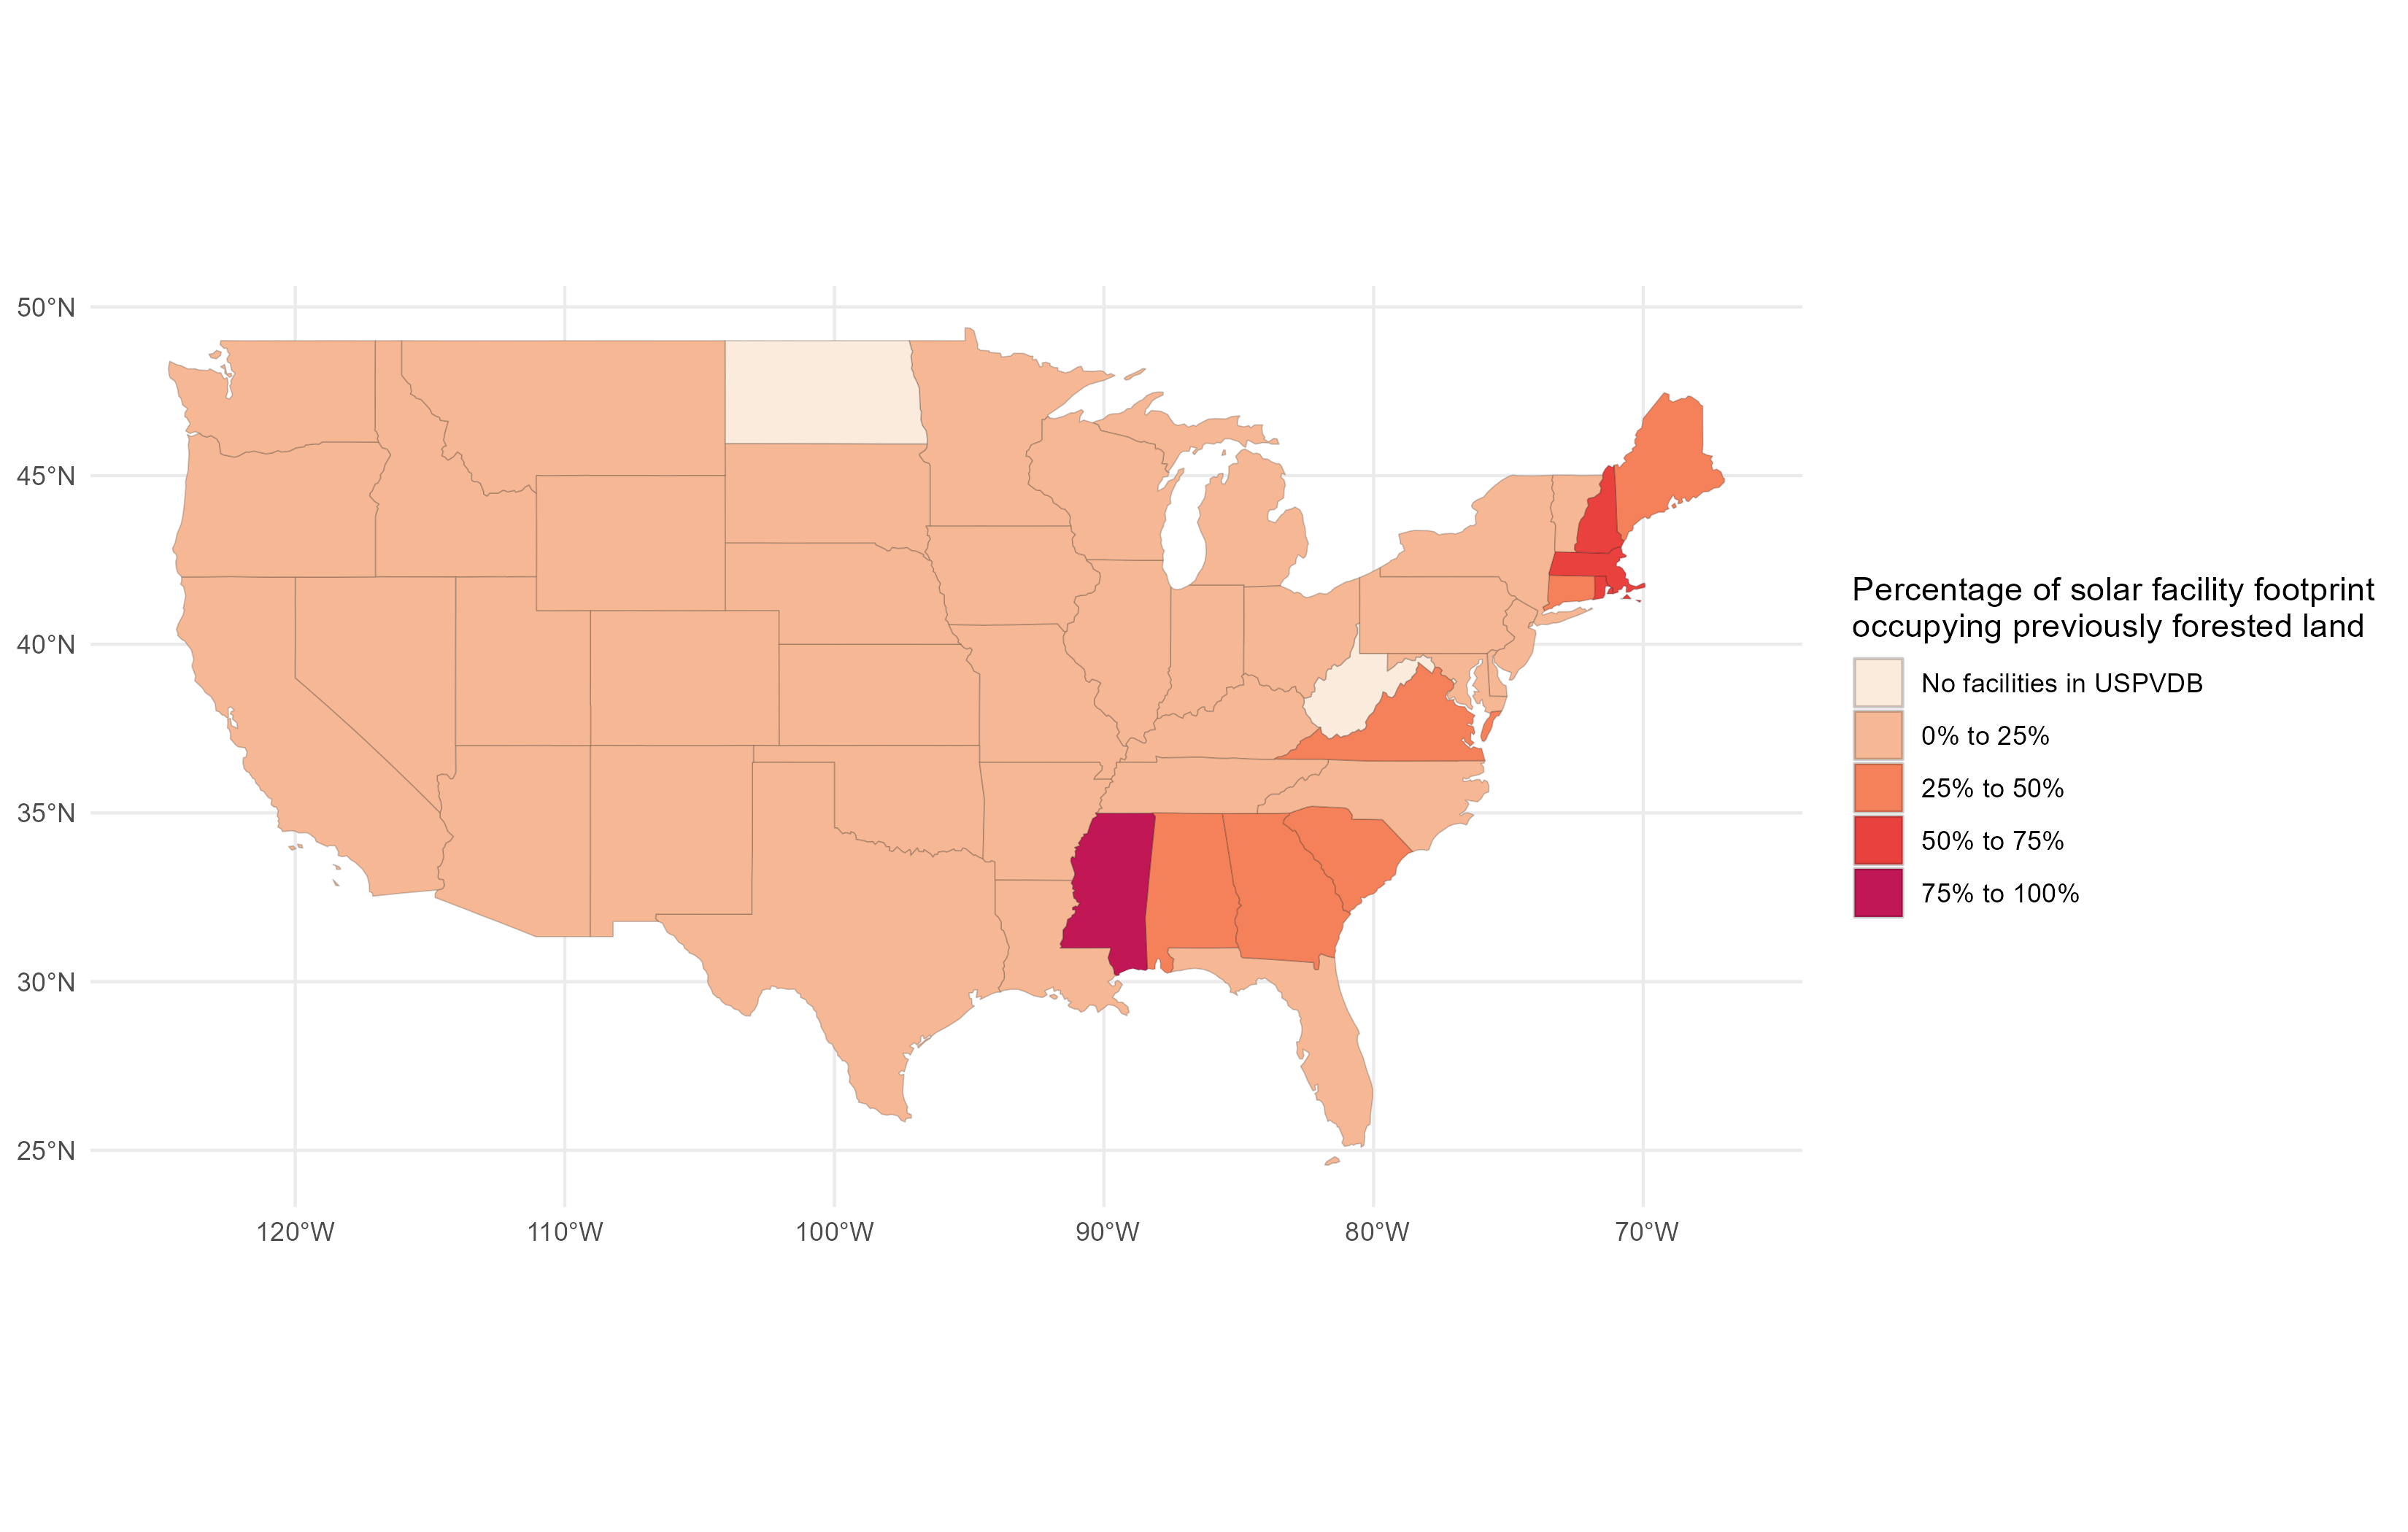 50°N
45°N
40°N
35°N
30°N
25°N
120°W
110°W
100°W
90°W
80°W
70°W
Percentage of solar facility footprint
occupying previously forested land
No facilities in USPVDB
0% to 25%
25% to 50%
50% to 75%
75% to 100%